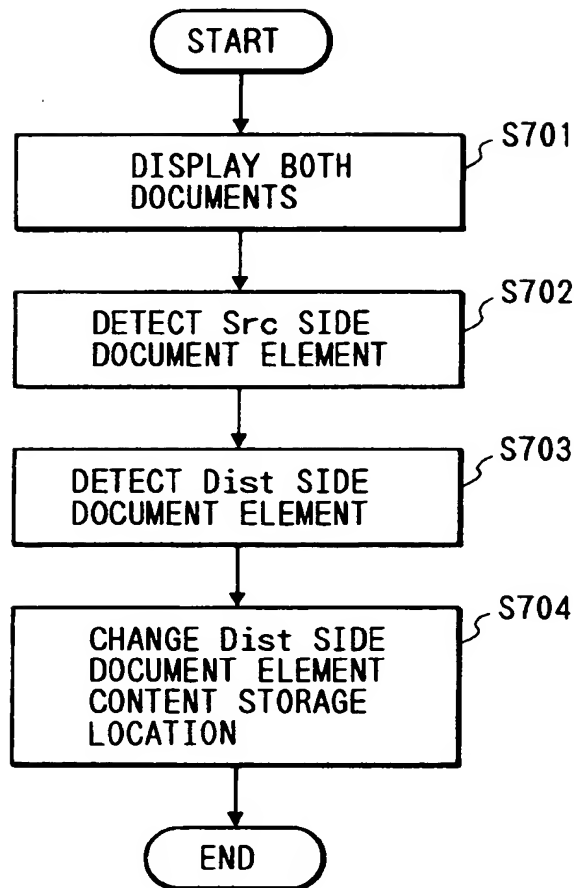 START
S701
DISPLAY BOTH
DOCUMENTS
S702
DETECT Src SIDE
DOCUMENT ELEMENT
S703
DETECT Dist SIDE
DOCUMENT ELEMENT
S704
CHANGE Dist SIDE
DOCUMENT ELEMENT
CONTENT STORAGE
LOCATION
END